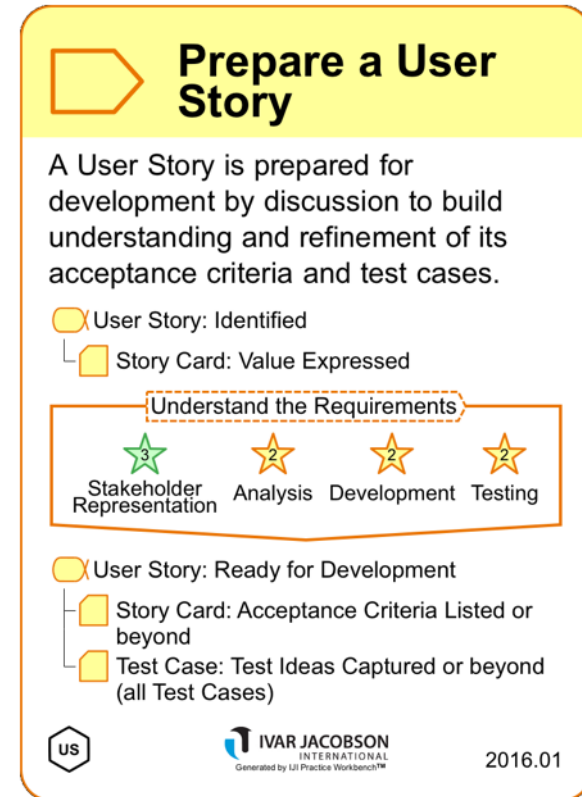 Prepare a User
Story
A User Story is prepared for
development by discussion to build
understanding and refinement of its
acceptance criteria and test cases.
User Story: Identified
Story Card: Value Expressed
Understand the Requirements
3
2
2
2
Stakeholder
Representation
Analysis
Development
Testing
User Story: Ready for Development
Story Card: Acceptance Criteria Listed or
beyond
Test Case: Test Ideas Captured or beyond
(all Test Cases)
US
IVAR JACOBSON
INTERNATIONAL
Generated by IJI Practice Workbench™
2016.01